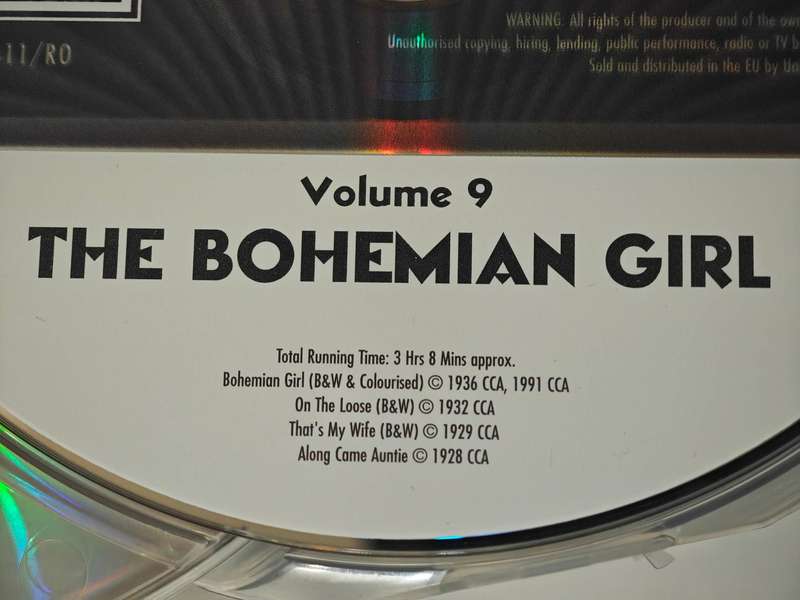 WARNING: All rights of the producer and of the
Unauthorised copying, hiring, lending, public performance, radio or TV
Sold and distributed in the EU by
11/R0
Volume 9
THE BOHEMIAN GIRL
Total Running Time: 3 Hrs 8 Mins approx.
Bohemian Girl (B&W & Colourised) © 1936 CCA, 1991 CCA
On The Loose (B&W) © 1932 CCA
That's My Wife (B&W) © 1929 CCA
Along Came Auntie © 1928 CCA